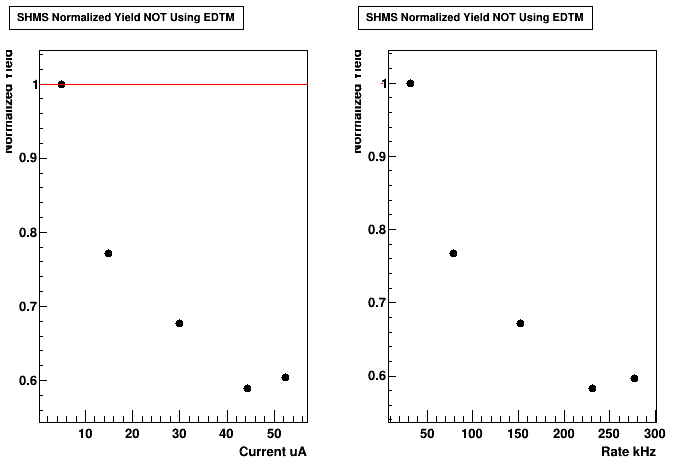 SHMS Normalized Yield NOT Using EDTM
Normalized Yield
1
0.9
0.8
0.7
0.6
10 20 30 40 50
Current uA
SHMS Normalized Yield NOT Using EDTM
Normalized Yield
1
0.9
0.8
0.7
0.6
50 100 150 200 250 300
Rate kHz